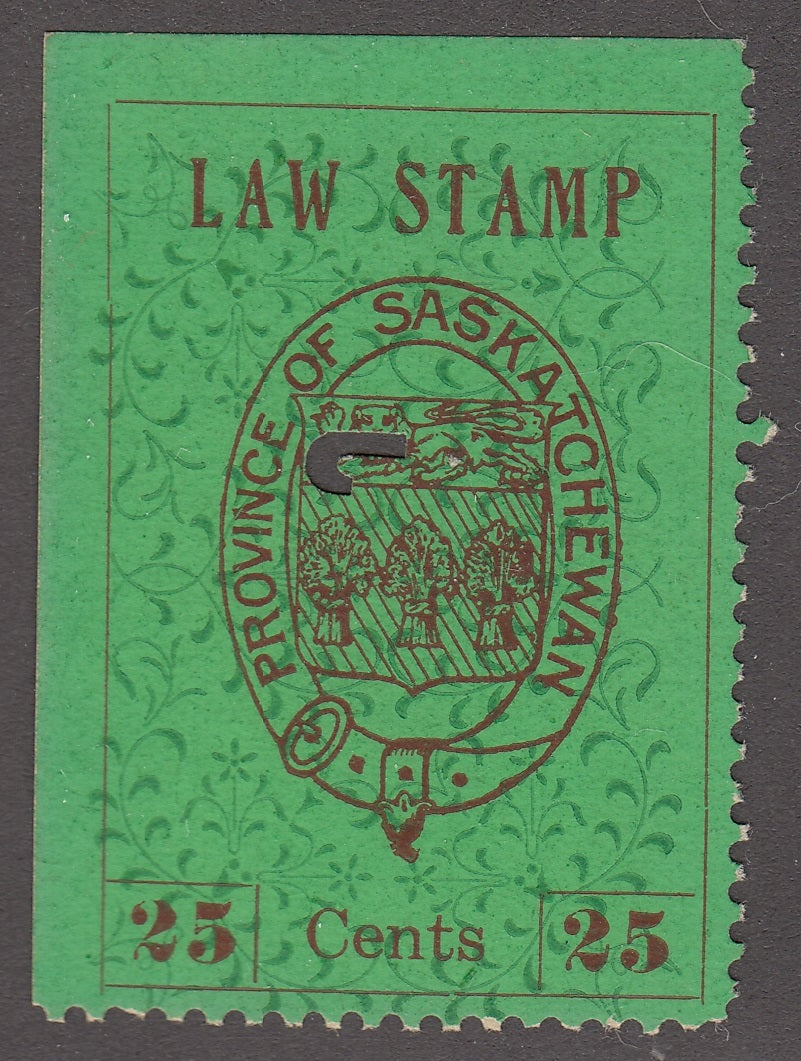 LAW STAMP
PROVINCE OF SASKATCHEWAN
25 Cents 25